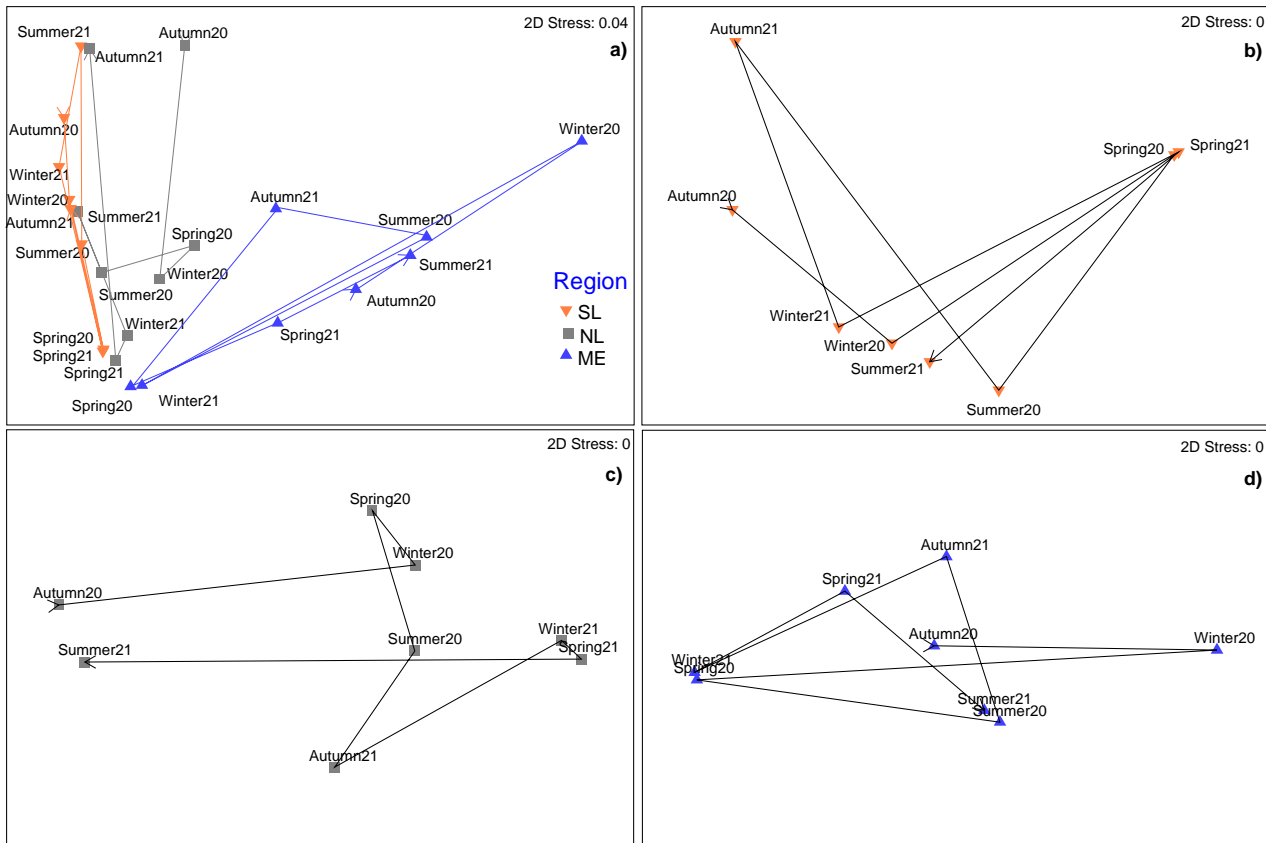 2D Stress: 0.04
a)
Summer21
Autumn20
Autumn21
Autumn20
Winter20
Winter21
Winter20
Autumn21
Summer21
Autumn21
Summer20
Spring20
Summer20
Winter20
Summer21
Summer20
Autumn20
Region
SL
NL
ME
Winter21
Spring21
Spring20
Spring21
Spring21
Spring20
Winter21
2D Stress: 0
b)
Autumn21
Spring20
Spring21
Autumn20
Winter21
Winter20
Summer21
Summer20
2D Stress: 0
c)
Spring20
Winter20
Autumn20
Winter21
Summer20
Spring21
Summer21
Autumn21
2D Stress: 0
d)
Autumn21
Spring21
Autumn20
Winter20
Winter21
Spring20
Summer21
Summer20